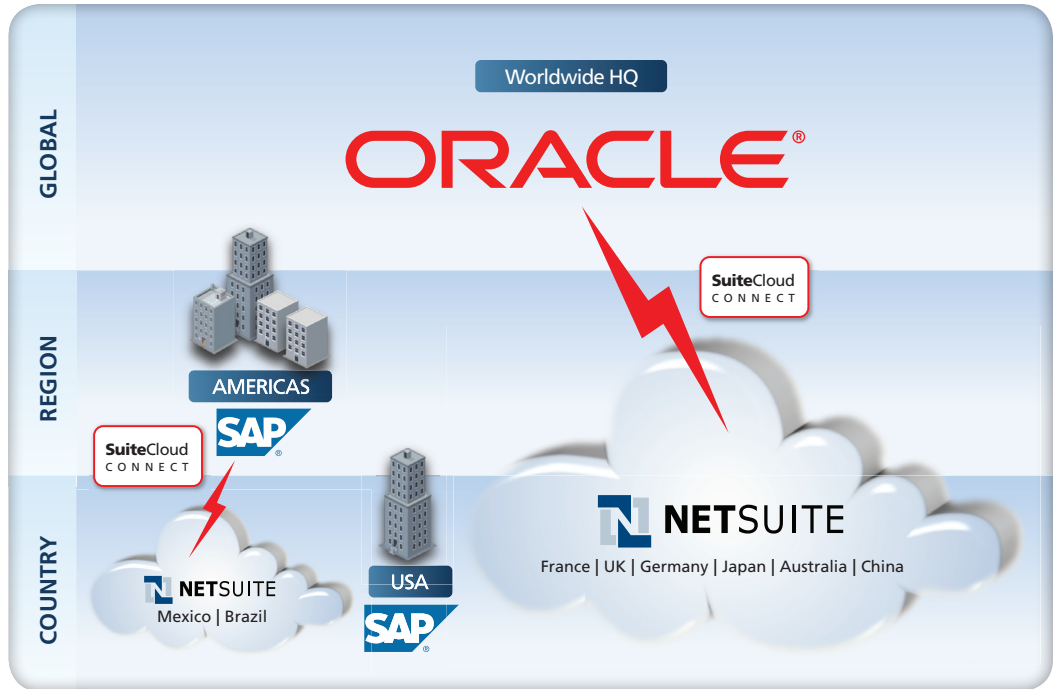 GLOBAL
Worldwide HQ
ORACLE®
SuiteCloud
CONNECT
REGION
AMERICAS
SAP®
SuiteCloud
CONNECT
COUNTRY
NETSUITE
Mexico | Brazil
USA
SAP®
N NETSUITE
France | UK | Germany | Japan | Australia | China